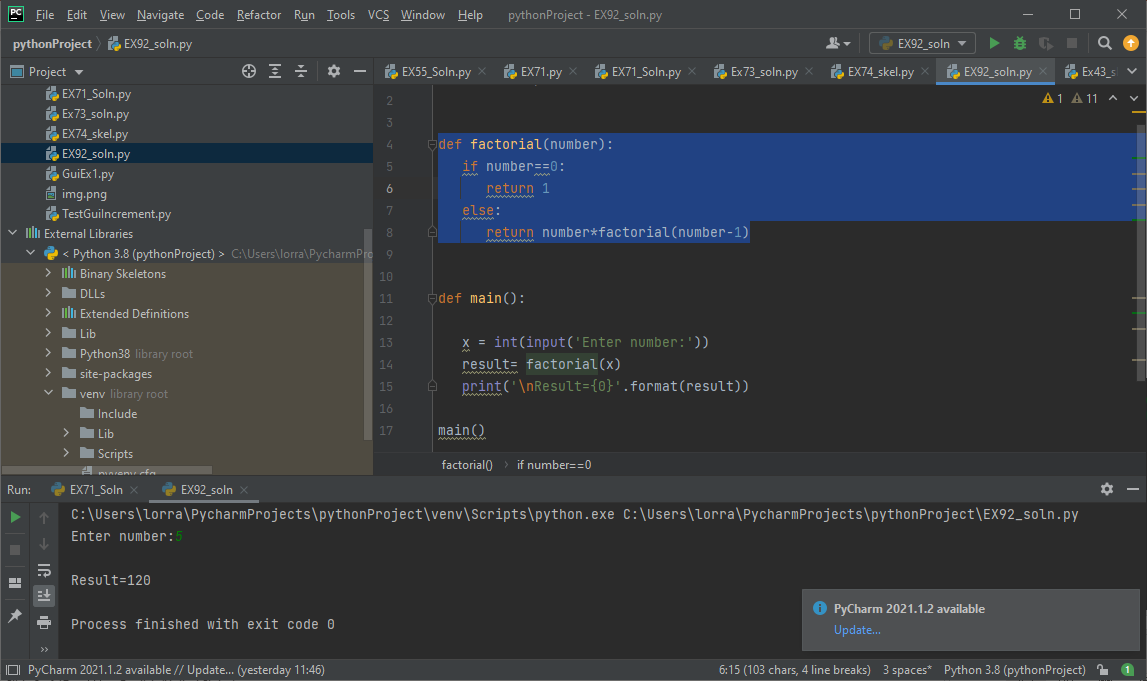 PC File Edit View Navigate Code Refactor Run Tools VCS Window Help pythonProject - EX92_soln.py
pythonProject EX92_soln.py EX92_soln
Project
EX55_Soln.py EX71.py EX71_Soln.py Ex73_soln.py EX74_skel.py EX92_soln.py Ex43_s
EX71_Soln.py
Ex73_soln.py
EX74_skel.py
EX92_soln.py
GuiEx1.py
img.png
TestGuiIncrement.py
External Libraries
< Python 3.8 (pythonProject) > C:\Users\lorra\PycharmPro
Binary Skeletons
DLLs
Extended Definitions
Lib
Python38 library root
site-packages
venv library root
Include
Lib
Scripts
pyvenv.cfg
1 11
2
3
4 def factorial(number):
5 if number==0:
6 return 1
7 else:
8 return number*factorial(number-1)
9
10
11 def main():
12
13 x = int(input('Enter number:'))
14 result= factorial(x)
15 print('\nResult={0}'.format(result))
16
17 main()
factorial() if number==0
Run: EX71_Soln EX92_soln
C:\Users\lorra\PycharmProjects\pythonProject\venv\Scripts\python.exe C:\Users\lorra\PycharmProjects\pythonProject\EX92_soln.py
Enter number:5
Result=120
Process finished with exit code 0
PyCharm 2021.1.2 available
Update...
PyCharm 2021.1.2 available // Update... (yesterday 11:46) 6:15 (103 chars, 4 line breaks) 3 spaces* Python 3.8 (pythonProject) 1